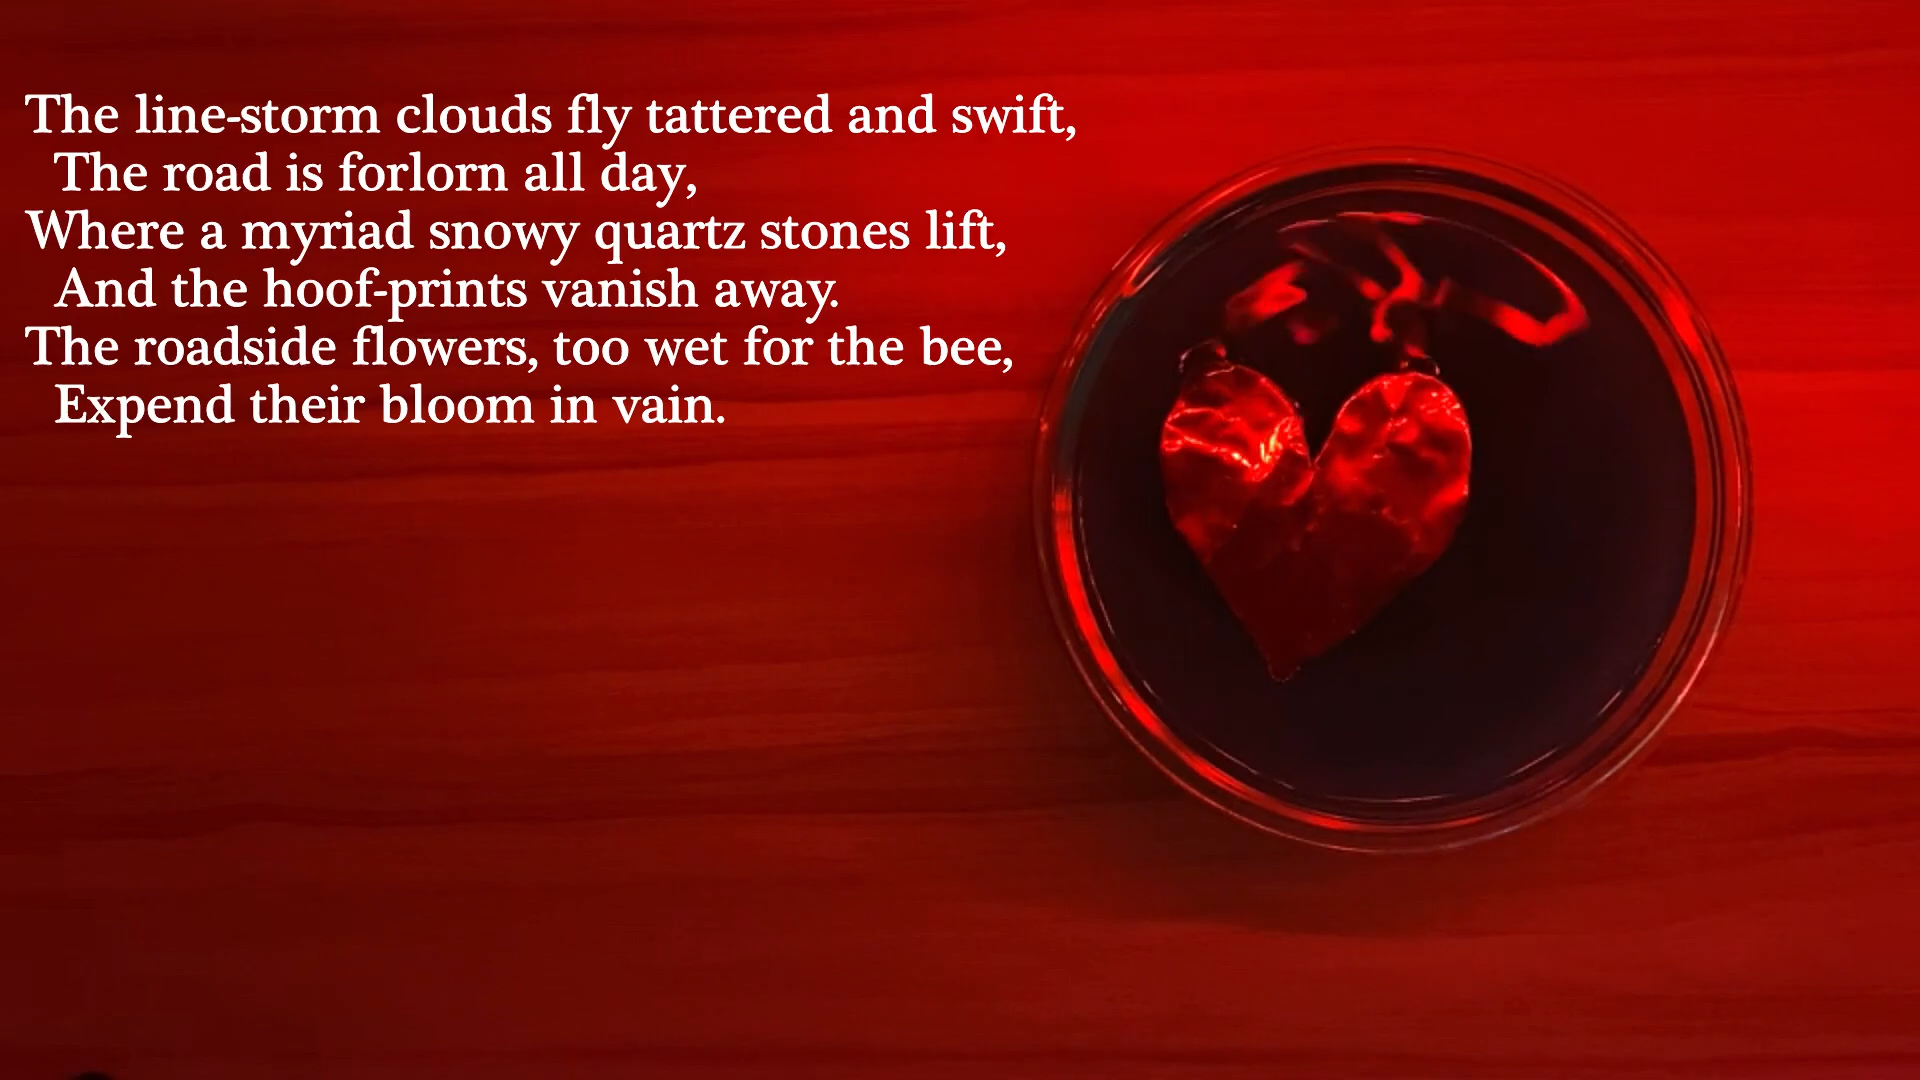 The line-storm clouds fly tattered and swift,
The road is forlorn all day,
Where a myriad snowy quartz stones lift,
And the hoof-prints vanish away.
The roadside flowers, too wet for the bee,
Expend their bloom in vain.